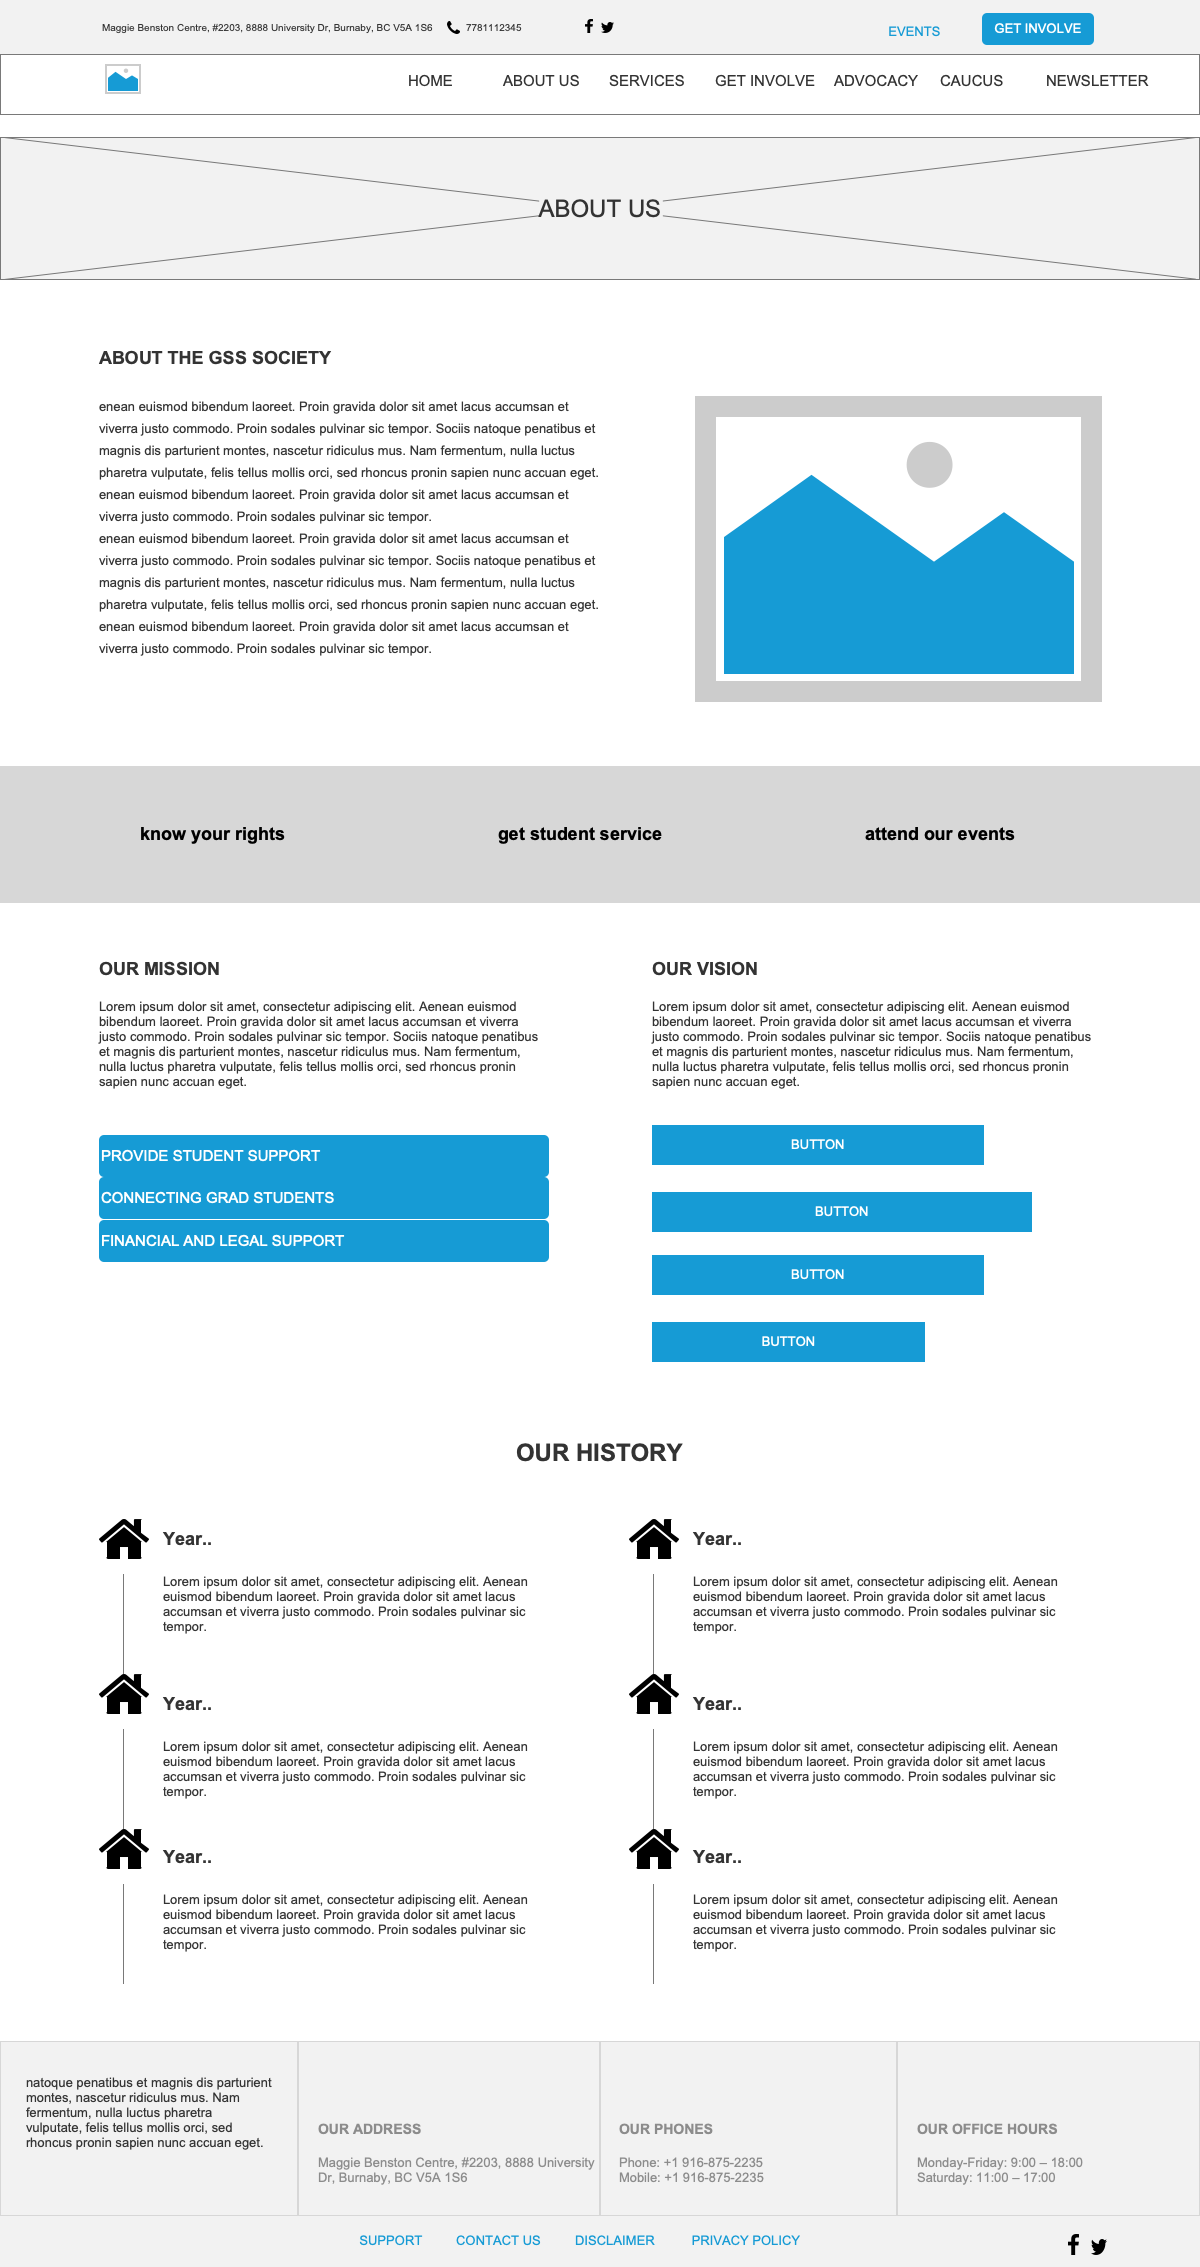 Maggie Benston Centre, #2203, 8888 University Dr, Burnaby, BC V5A 1S6 7781112345 EVENTS GET INVOLVE
HOME ABOUT US SERVICES GET INVOLVE ADVOCACY CAUCUS NEWSLETTER
ABOUT US
ABOUT THE GSS SOCIETY
enean euismod bibendum laoreet. Proin gravida dolor sit amet lacus accumsan et
viverra justo commodo. Proin sodales pulvinar sic tempor. Sociis natoque penatibus et
magnis dis parturient montes, nascetur ridiculus mus. Nam fermentum, nulla luctus
pharetra vulputate, felis tellus mollis orci, sed rhoncus pronin sapien nunc accuan eget.
enean euismod bibendum laoreet. Proin gravida dolor sit amet lacus accumsan et
viverra justo commodo. Proin sodales pulvinar sic tempor.
enean euismod bibendum laoreet. Proin gravida dolor sit amet lacus accumsan et
viverra justo commodo. Proin sodales pulvinar sic tempor. Sociis natoque penatibus et
magnis dis parturient montes, nascetur ridiculus mus. Nam fermentum, nulla luctus
pharetra vulputate, felis tellus mollis orci, sed rhoncus pronin sapien nunc accuan eget.
enean euismod bibendum laoreet. Proin gravida dolor sit amet lacus accumsan et
viverra justo commodo. Proin sodales pulvinar sic tempor.
know your rights get student service attend our events
OUR MISSION
Lorem ipsum dolor sit amet, consectetur adipiscing elit. Aenean euismod
bibendum laoreet. Proin gravida dolor sit amet lacus accumsan et viverra
justo commodo. Proin sodales pulvinar sic tempor. Sociis natoque penatibus
et magnis dis parturient montes, nascetur ridiculus mus. Nam fermentum,
nulla luctus pharetra vulputate, felis tellus mollis orci, sed rhoncus pronin
sapien nunc accuan eget.
PROVIDE STUDENT SUPPORT
CONNECTING GRAD STUDENTS
FINANCIAL AND LEGAL SUPPORT
OUR VISION
Lorem ipsum dolor sit amet, consectetur adipiscing elit. Aenean euismod
bibendum laoreet. Proin gravida dolor sit amet lacus accumsan et viverra
justo commodo. Proin sodales pulvinar sic tempor. Sociis natoque penatibus
et magnis dis parturient montes, nascetur ridiculus mus. Nam fermentum,
nulla luctus pharetra vulputate, felis tellus mollis orci, sed rhoncus pronin
sapien nunc accuan eget.
BUTTON
BUTTON
BUTTON
BUTTON
OUR HISTORY
Year..
Lorem ipsum dolor sit amet, consectetur adipiscing elit. Aenean
euismod bibendum laoreet. Proin gravida dolor sit amet lacus
accumsan et viverra justo commodo. Proin sodales pulvinar sic
tempor.
Year..
Lorem ipsum dolor sit amet, consectetur adipiscing elit. Aenean
euismod bibendum laoreet. Proin gravida dolor sit amet lacus
accumsan et viverra justo commodo. Proin sodales pulvinar sic
tempor.
Year..
Lorem ipsum dolor sit amet, consectetur adipiscing elit. Aenean
euismod bibendum laoreet. Proin gravida dolor sit amet lacus
accumsan et viverra justo commodo. Proin sodales pulvinar sic
tempor.
Year..
Lorem ipsum dolor sit amet, consectetur adipiscing elit. Aenean
euismod bibendum laoreet. Proin gravida dolor sit amet lacus
accumsan et viverra justo commodo. Proin sodales pulvinar sic
tempor.
Year..
Lorem ipsum dolor sit amet, consectetur adipiscing elit. Aenean
euismod bibendum laoreet. Proin gravida dolor sit amet lacus
accumsan et viverra justo commodo. Proin sodales pulvinar sic
tempor.
Year..
Lorem ipsum dolor sit amet, consectetur adipiscing elit. Aenean
euismod bibendum laoreet. Proin gravida dolor sit amet lacus
accumsan et viverra justo commodo. Proin sodales pulvinar sic
tempor.
natoque penatibus et magnis dis parturient
montes, nascetur ridiculus mus. Nam
fermentum, nulla luctus pharetra
vulputate, felis tellus mollis orci, sed
rhoncus pronin sapien nunc accuan eget.
OUR ADDRESS
Maggie Benston Centre, #2203, 8888 University
Dr, Burnaby, BC V5A 1S6
OUR PHONES
Phone: +1 916-875-2235
Mobile: +1 916-875-2235
OUR OFFICE HOURS
Monday-Friday: 9:00 – 18:00
Saturday: 11:00 – 17:00
SUPPORT CONTACT US DISCLAIMER PRIVACY POLICY